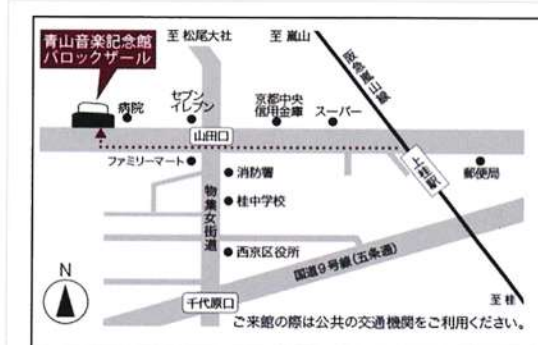 青山音楽記念館
バロックザール
至 松尾大社
至 嵐山
阪急嵐山線
病院
セブン
イレブン
京都中央
信用金庫
スーパー
山田口
ファミリーマート
消防署
上桂駅
郵便局
物集女街道
桂中学校
西京区役所
国道9号線(五条通)
N
千代原口
至 桂
ご来館の際は公共の交通機関をご利用ください。